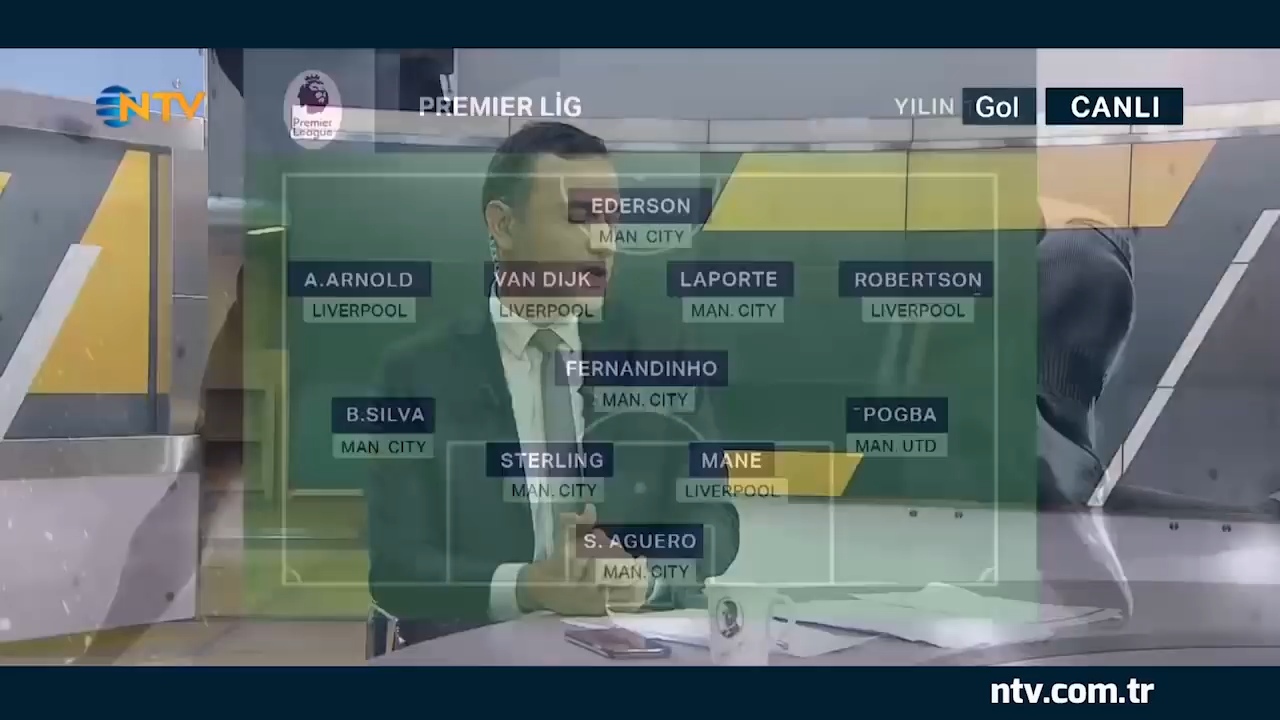 NTV
Premier
League
PREMIER LİG
YILIN
Gol
CANLI
EDERSON
MAN. CITY
A.ARNOLD
LIVERPOOL
VAN DIJK
LIVERPOOL
LAPORTE
MAN. CITY
ROBERTSON
LIVERPOOL
FERNANDINHO
MAN. CITY
B.SILVA
MAN. CITY
POGBA
MAN. UTD
STERLING
MAN. CITY
MANE
LIVERPOOL
S. AGUERO
MAN. CITY
ntv.com.tr